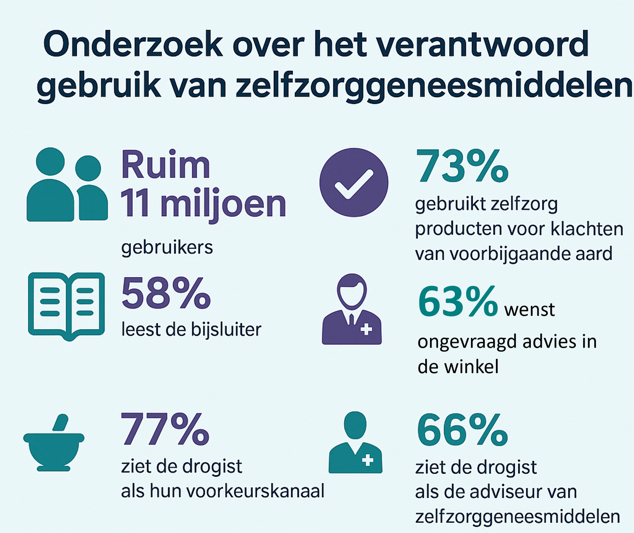 Onderzoek over het verantwoord
gebruik van zelfzorggeneesmiddelen
Ruim
11 miljoen
gebruikers
73%
gebruikt zelfzorg
producten voor klachten
van voorbijgaande aard
58%
leest de bijsluiter
63% wenst
ongevraagd advies in
de winkel
77%
ziet de drogist
als hun voorkeurskanaal
66%
ziet de drogist
als de adviseur van
zelfzorggeneesmiddelen